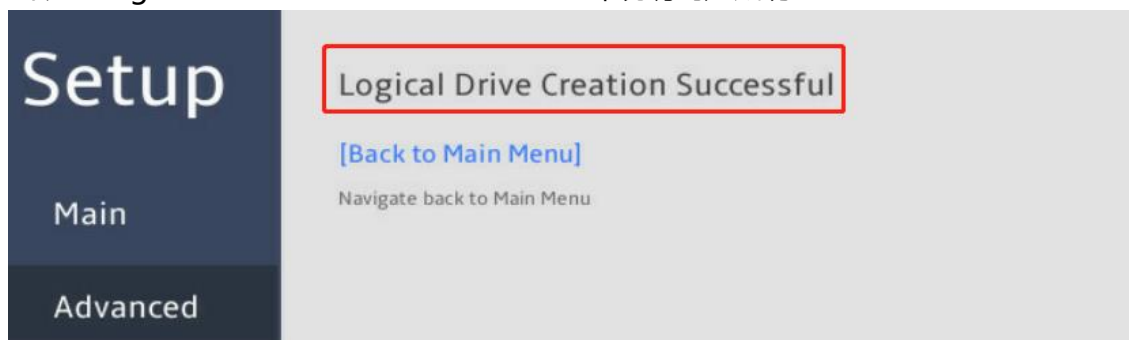 Setup
Logical Drive Creation Successful
[Back to Main Menu]
Navigate back to Main Menu
Main
Advanced